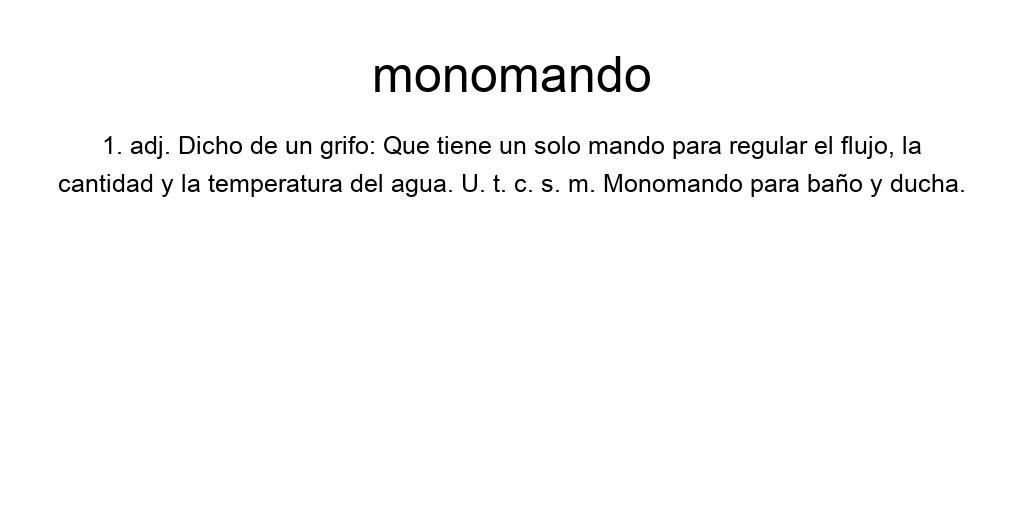 monomando
1. adj. Dicho de un grifo: Que tiene un solo mando para regular el flujo, la
cantidad y la temperatura del agua. U. t. c. s. m. Monomando para baño y ducha.